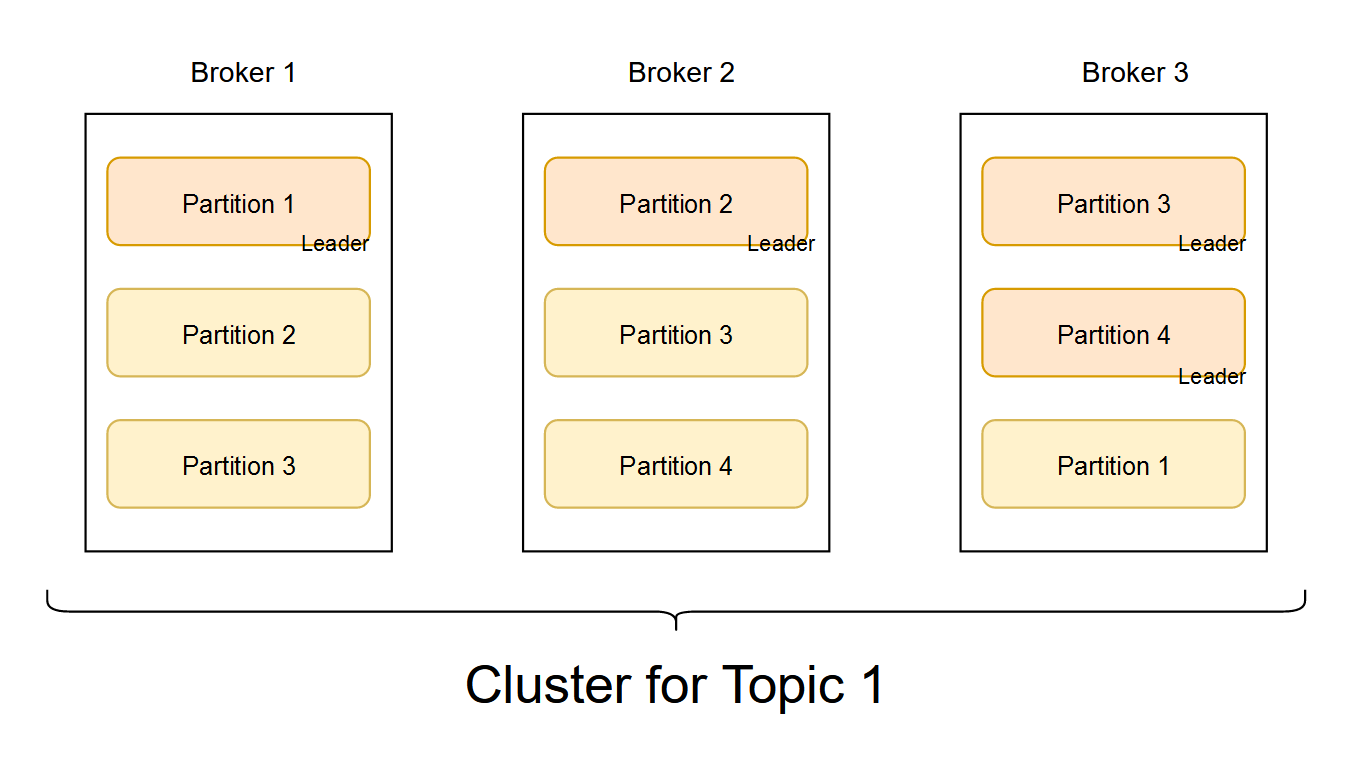 Broker 1
Broker 2
Broker 3
Partition 1
Leader
Partition 2
Leader
Partition 3
Leader
Partition 2
Partition 3
Partition 4
Leader
Partition 3
Partition 4
Partition 1
Cluster for Topic 1